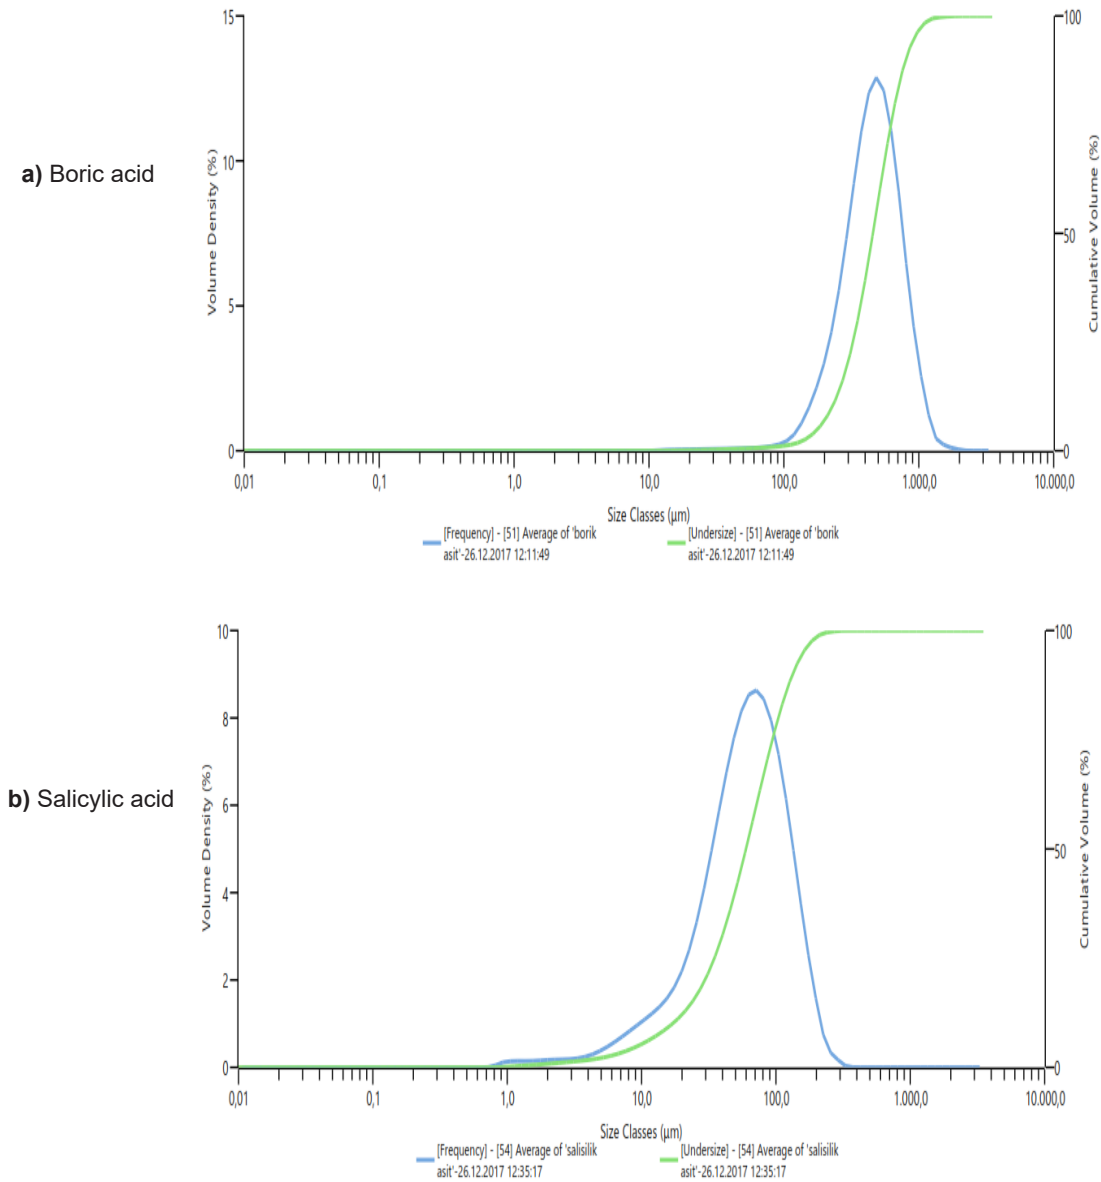 a) Boric acid
Volume Density (%)
15
10
5
0
Cumulative Volume (%)
100
50
0
0,01 0,1 1,0 10,0 100,0 1.000,0 10.000,0
Size Classes (µm)
[Frequency] - [51] Average of 'borik
asit'-26.12.2017 12:11:49
[Undersize] - [51] Average of 'borik
asit'-26.12.2017 12:11:49
b) Salicylic acid
Volume Density (%)
10
8
6
4
2
0
Cumulative Volume (%)
100
50
0
0,01 0,1 1,0 10,0 100,0 1.000,0 10.000,0
Size Classes (µm)
[Frequency] - [54] Average of 'salisilik
asit'-26.12.2017 12:35:17
[Undersize] - [54] Average of 'salisilik
asit'-26.12.2017 12:35:17